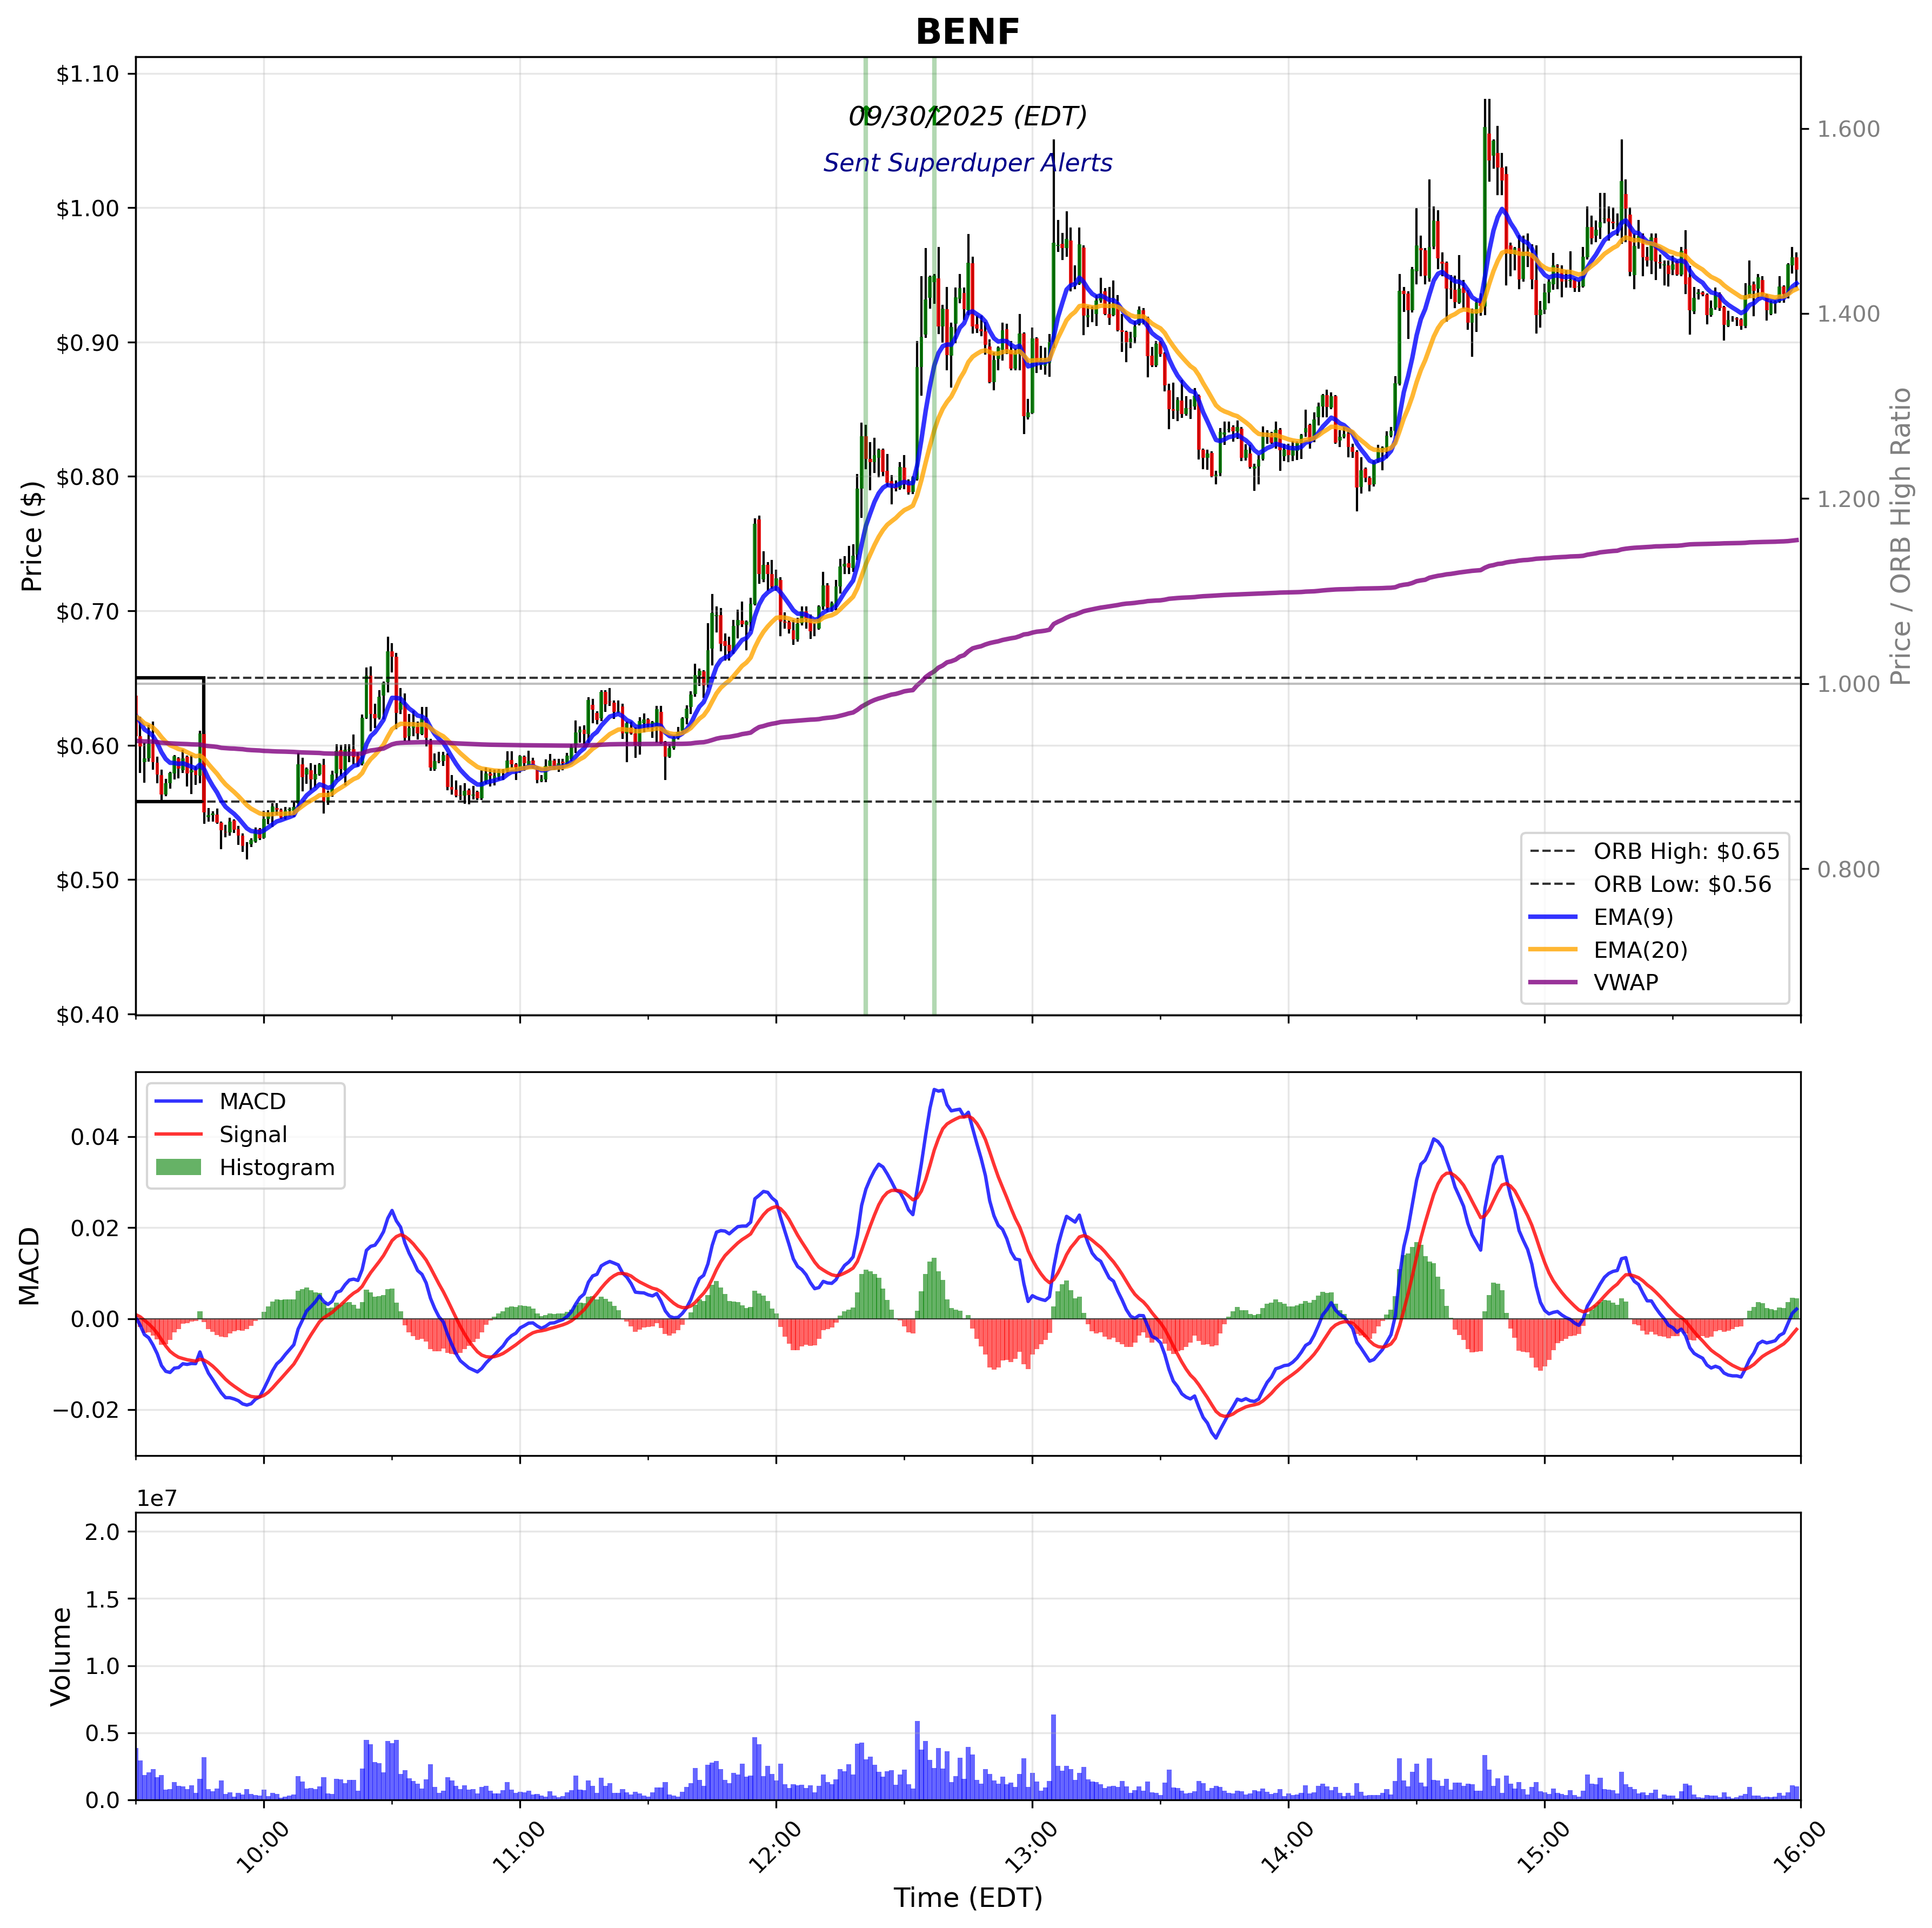 BENF
09/30/2025 (EDT)
Sent Superduper Alerts
Price ($)
$1.10
$1.00
$0.90
$0.80
$0.70
$0.60
$0.50
$0.40
Price / ORB High Ratio
1.600
1.400
1.200
1.000
0.800
ORB High: $0.65
ORB Low: $0.56
EMA(9)
EMA(20)
VWAP
MACD
0.04
0.02
0.00
−0.02
MACD
Signal
Histogram
1e7
Volume
2.0
1.5
1.0
0.5
0.0
10:00
11:00
12:00
13:00
14:00
15:00
16:00
Time (EDT)